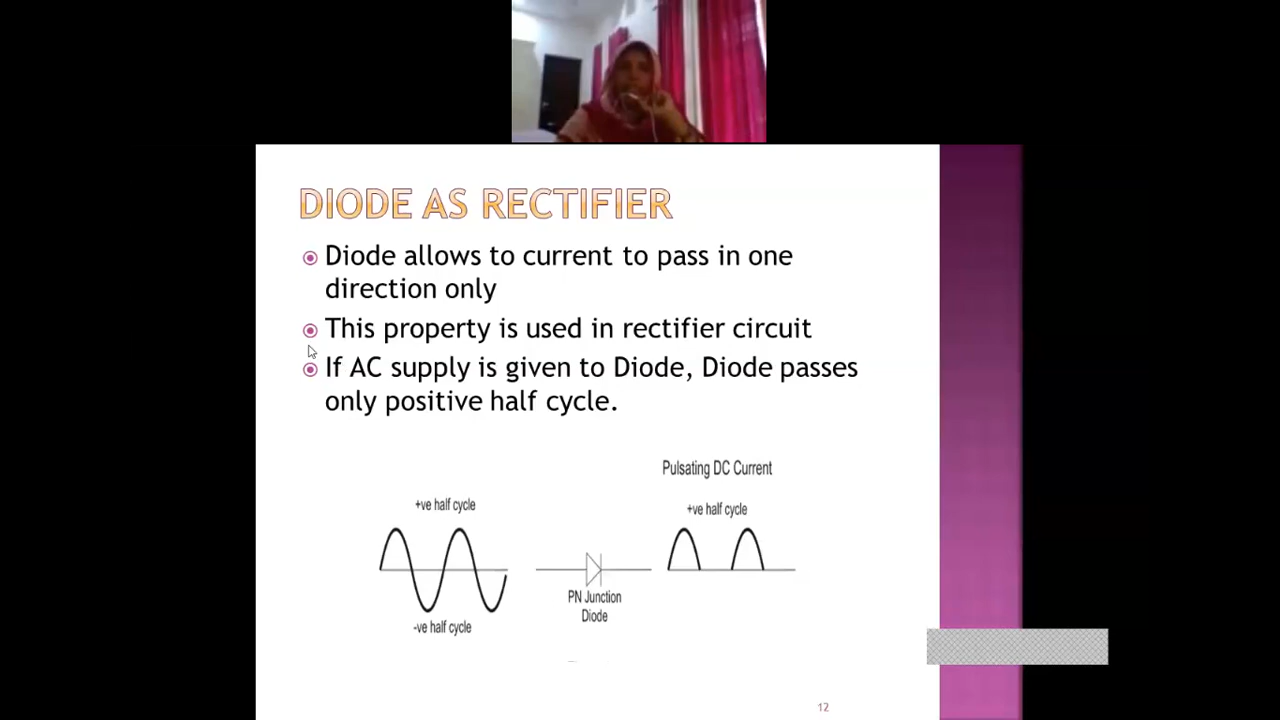 DIODE AS RECTIFIER
Diode allows to current to pass in one
direction only
This property is used in rectifier circuit
If AC supply is given to Diode, Diode passes
only positive half cycle.
Pulsating DC Current
+ve half cycle
+ve half cycle
PN Junction
Diode
-ve half cycle
12